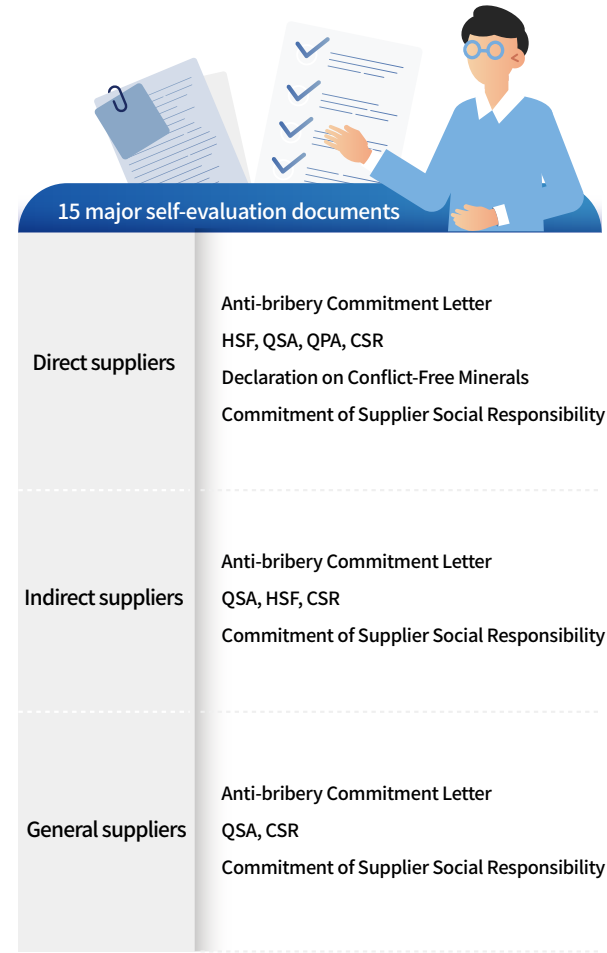 15 major self-evaluation documents
Direct suppliers
Anti-bribery Commitment Letter
HSF, QSA, QPA, CSR
Declaration on Conflict-Free Minerals
Commitment of Supplier Social Responsibility
Indirect suppliers
Anti-bribery Commitment Letter
QSA, HSF, CSR
Commitment of Supplier Social Responsibility
General suppliers
Anti-bribery Commitment Letter
QSA, CSR
Commitment of Supplier Social Responsibility